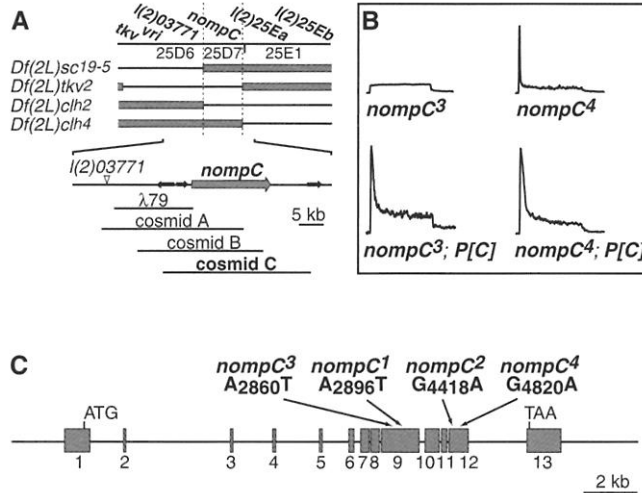 A
tkv vri l(2)03771 nompC l(2)25Ea l(2)25Eb
25D6 25D7 25E1
Df(2L)sc19-5
Df(2L)tkv2
Df(2L)clh2
Df(2L)clh4
l(2)03771
nompC
λ79
5 kb
cosmid A
cosmid B
cosmid C
B
nompC3 nompC4
nompC3; P[C] nompC4; P[C]
C
nompC3 nompC1 nompC2 nompC4
A2860T A2896T G4418A G4820A
ATG TAA
1 2 3 4 5 6 7 8 9 10 11 12 13
2 kb